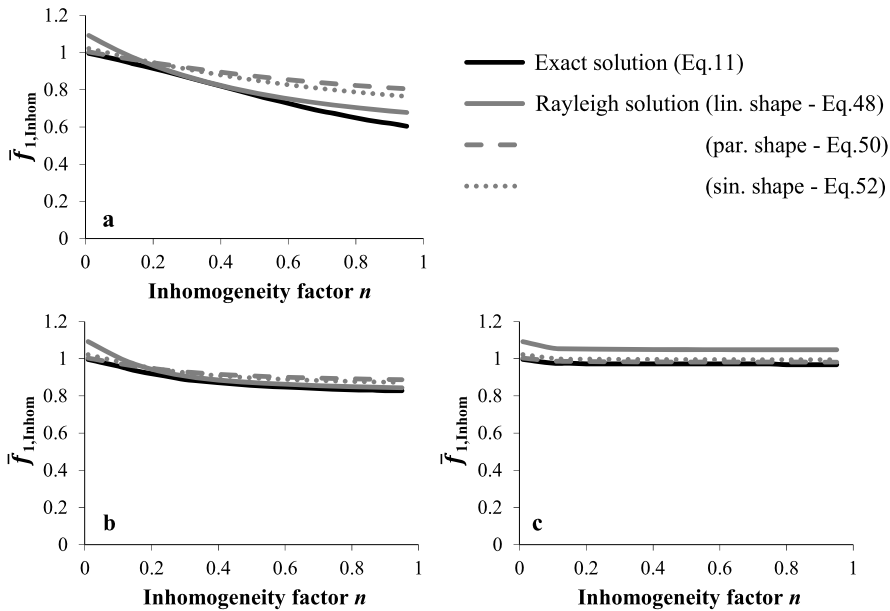 1.2
1
0.8
0.6
0.4
0.2
0
f̄ 1,Inhom
a
0 0.2 0.4 0.6 0.8 1
Inhomogeneity factor n
Exact solution (Eq.11)
Rayleigh solution (lin. shape - Eq.48)
(par. shape - Eq.50)
(sin. shape - Eq.52)
1.2
1
0.8
0.6
0.4
0.2
0
f̄ 1,Inhom
b
0 0.2 0.4 0.6 0.8 1
Inhomogeneity factor n
1.2
1
0.8
0.6
0.4
0.2
0
f̄ 1,Inhom
c
0 0.2 0.4 0.6 0.8 1
Inhomogeneity factor n